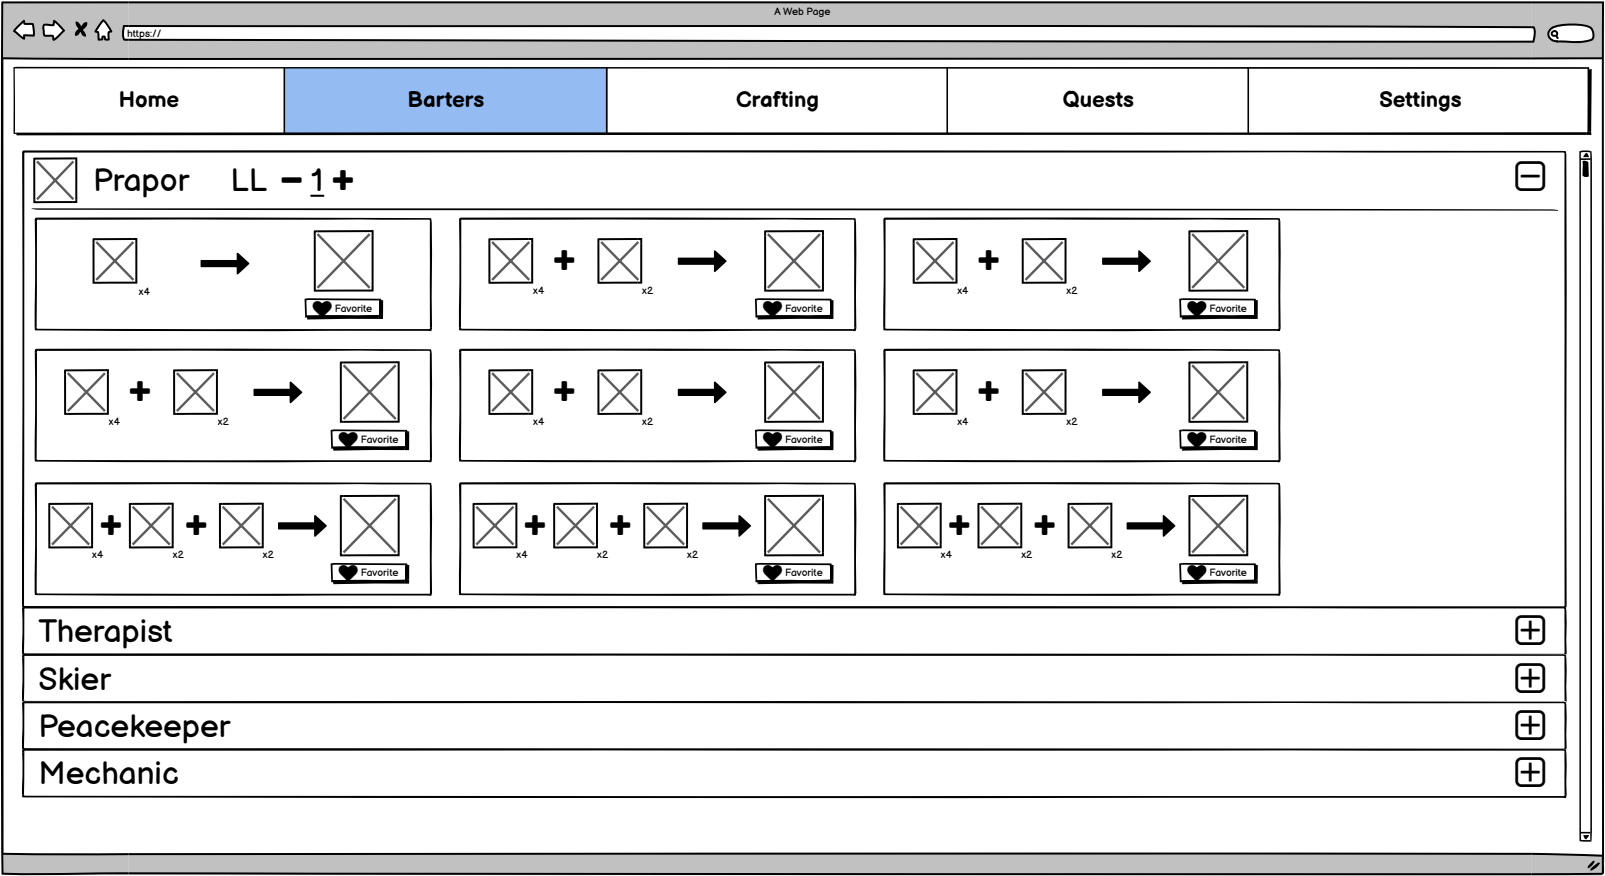 A Web Page
https://
Home Barters Crafting Quests Settings
Prapor LL 1
x4
Favorite
x4 x2
Favorite
x4 x2
Favorite
x4 x2
Favorite
x4 x2
Favorite
x4 x2
Favorite
x4 x2 x2
Favorite
x4 x2 x2
Favorite
x4 x2 x2
Favorite
Therapist
Skier
Peacekeeper
Mechanic